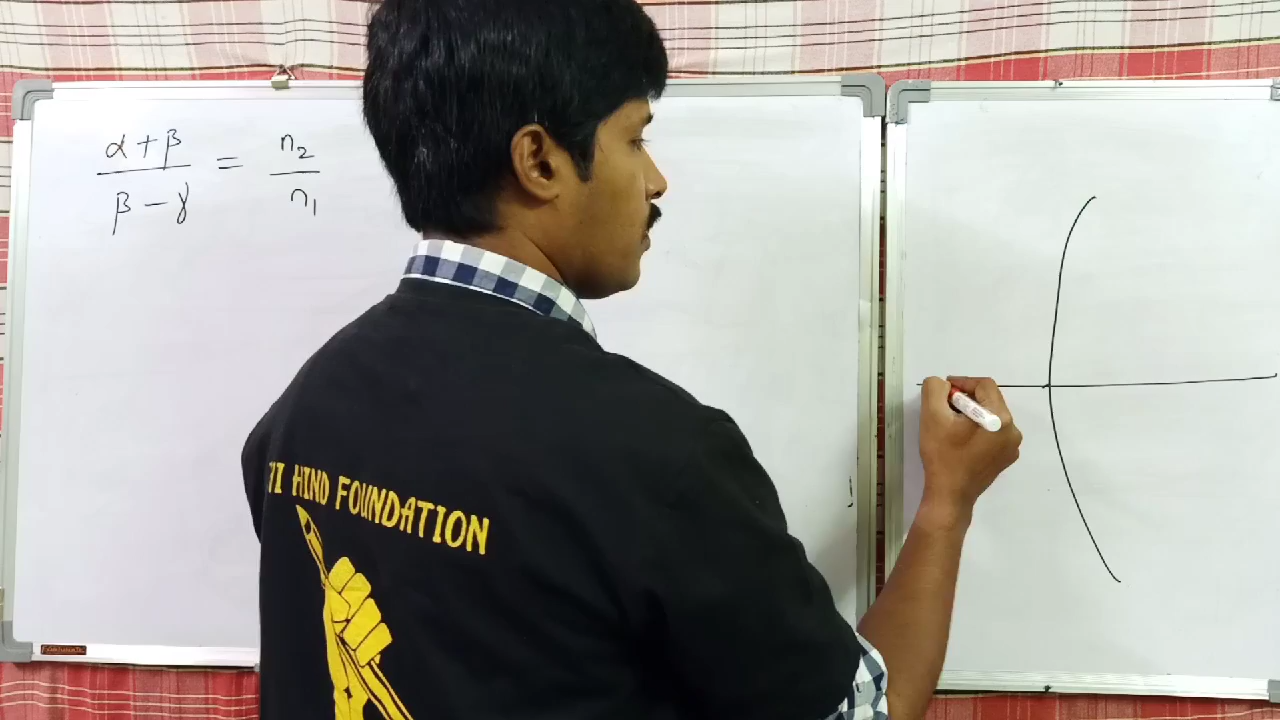 α + β / β − γ = n₂ / n₁
HIND FOUNDATION